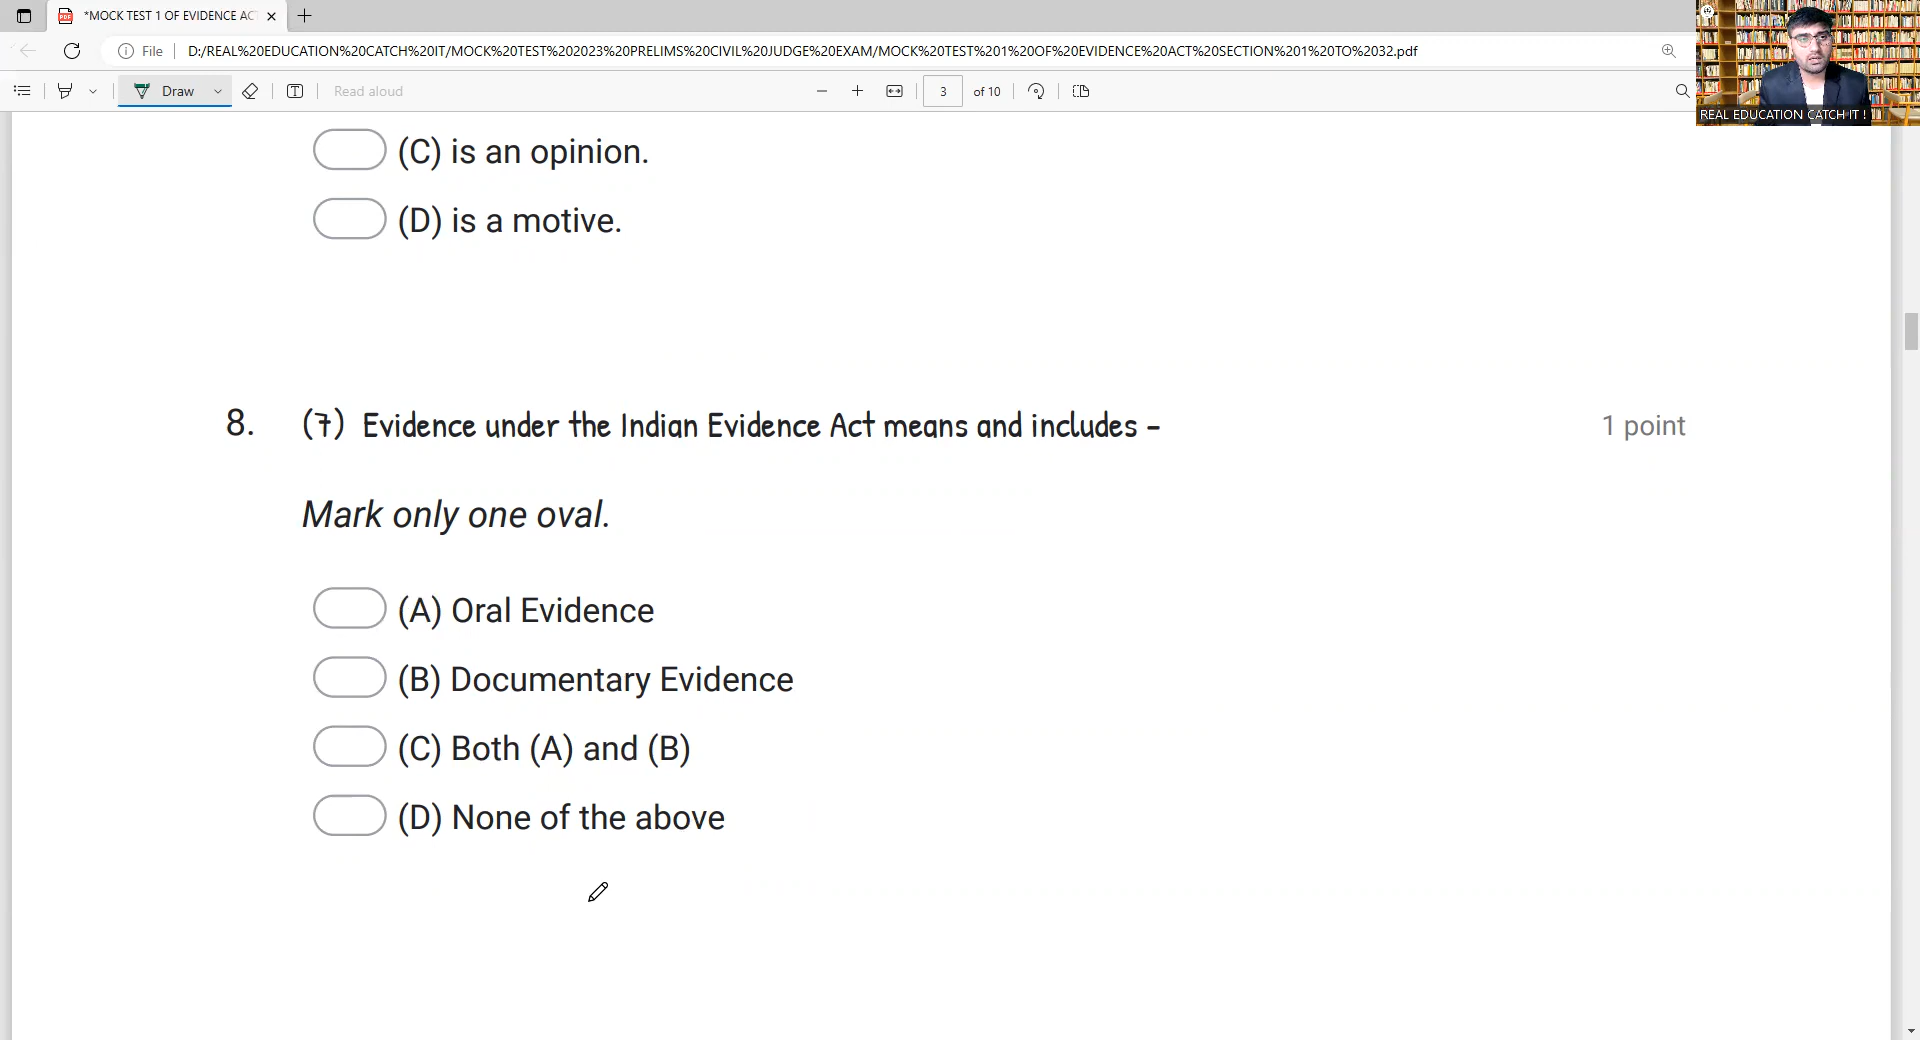 *MOCK TEST 1 OF EVIDENCE AC
File
D:/REAL%20EDUCATION%20CATCH%20IT/MOCK%20TEST%202023%20PRELIMS%20CIVIL%20JUDGE%20EXAM/MOCK%20TEST%201%20OF%20EVIDENCE%20ACT%20SECTION%201%20TO%2032.pdf
Draw
Read aloud
3 of 10
REAL EDUCATION CATCH IT !
(C) is an opinion.
(D) is a motive.
8. (7) Evidence under the Indian Evidence Act means and includes - 1 point
Mark only one oval.
(A) Oral Evidence
(B) Documentary Evidence
(C) Both (A) and (B)
(D) None of the above